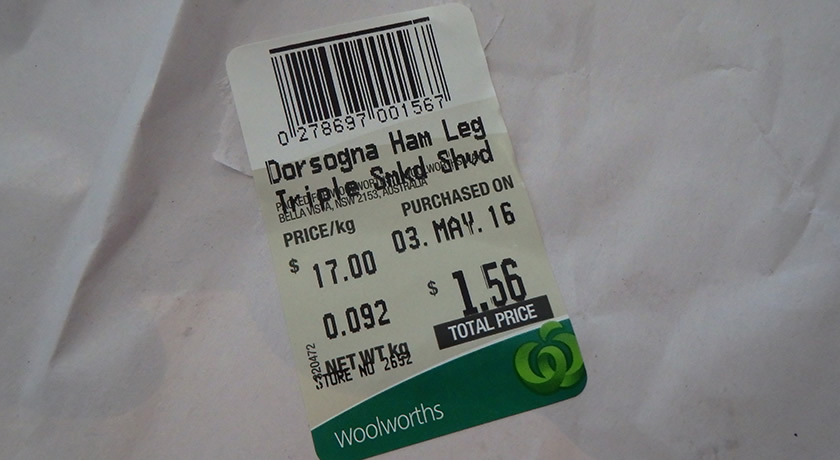 0 278697 001567
Dorsogna Ham Leg
Triple Smkd Shvd
BELLA VISTA, NSW 2153, AUSTRALIA
PRICE/kg
PURCHASED ON
$ 17.00
03. MAY. 16
0.092
$ 1.56
TOTAL PRICE
NET WT kg
STORE NO 2632
woolworths